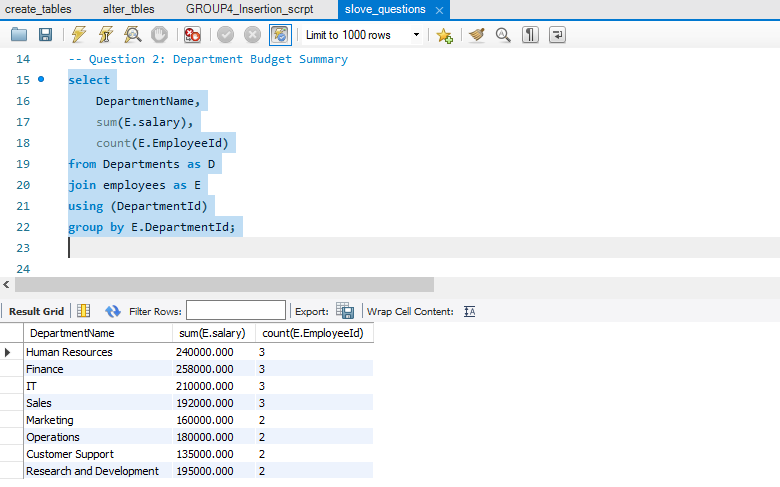 create_tables alter_tbles GROUP4_Insertion_scrpt slove_questions
Limit to 1000 rows
14 -- Question 2: Department Budget Summary
15 select
16 DepartmentName,
17 sum(E.salary),
18 count(E.EmployeeId)
19 from Departments as D
20 join employees as E
21 using (DepartmentId)
22 group by E.DepartmentId;
23
24
Result Grid Filter Rows: Export: Wrap Cell Content:
DepartmentName sum(E.salary) count(E.EmployeeId)
Human Resources 240000.000 3
Finance 258000.000 3
IT 210000.000 3
Sales 192000.000 3
Marketing 160000.000 2
Operations 180000.000 2
Customer Support 135000.000 2
Research and Development 195000.000 2